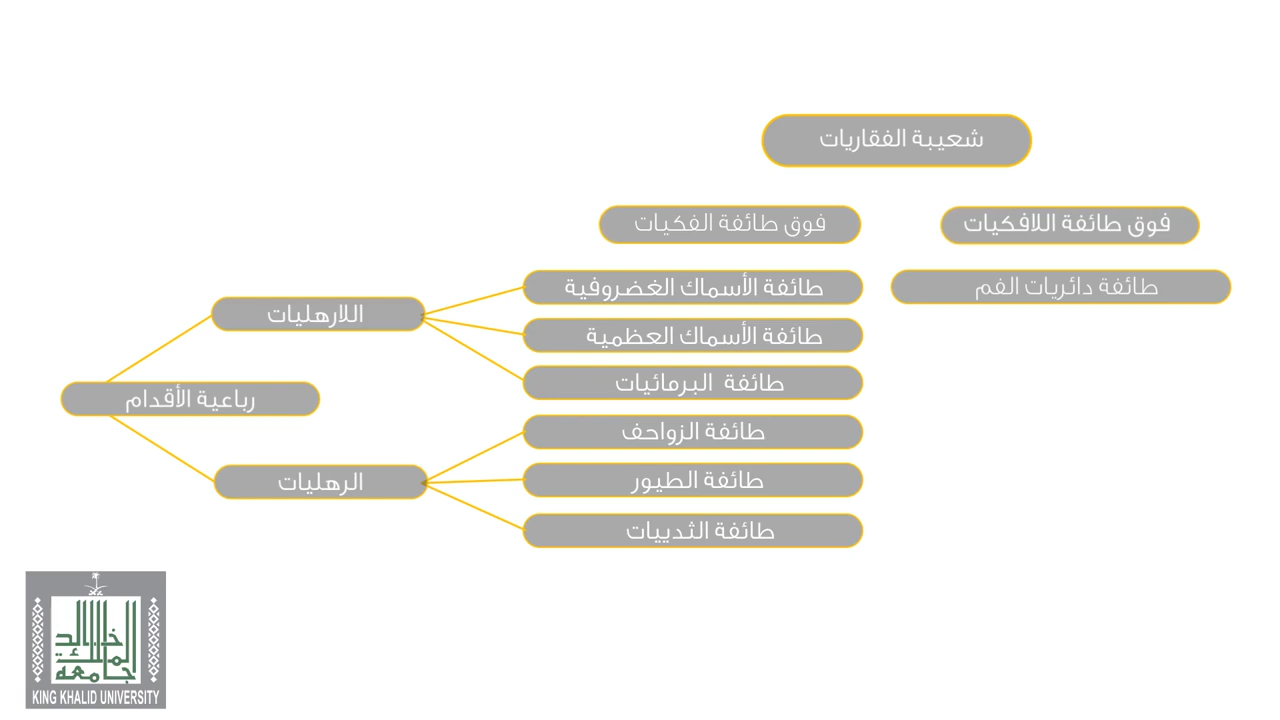 شعيبة الفقاريات
فوق طائفة اللافكيات
فوق طائفة الفكيات
طائفة دائريات الفم
طائفة الأسماك الغضروفية
طائفة الأسماك العظمية
طائفة البرمائيات
طائفة الزواحف
طائفة الطيور
طائفة الثدييات
اللارهليات
رباعية الأقدام
الرهليات
جامعة الملك خالد
KING KHALID UNIVERSITY